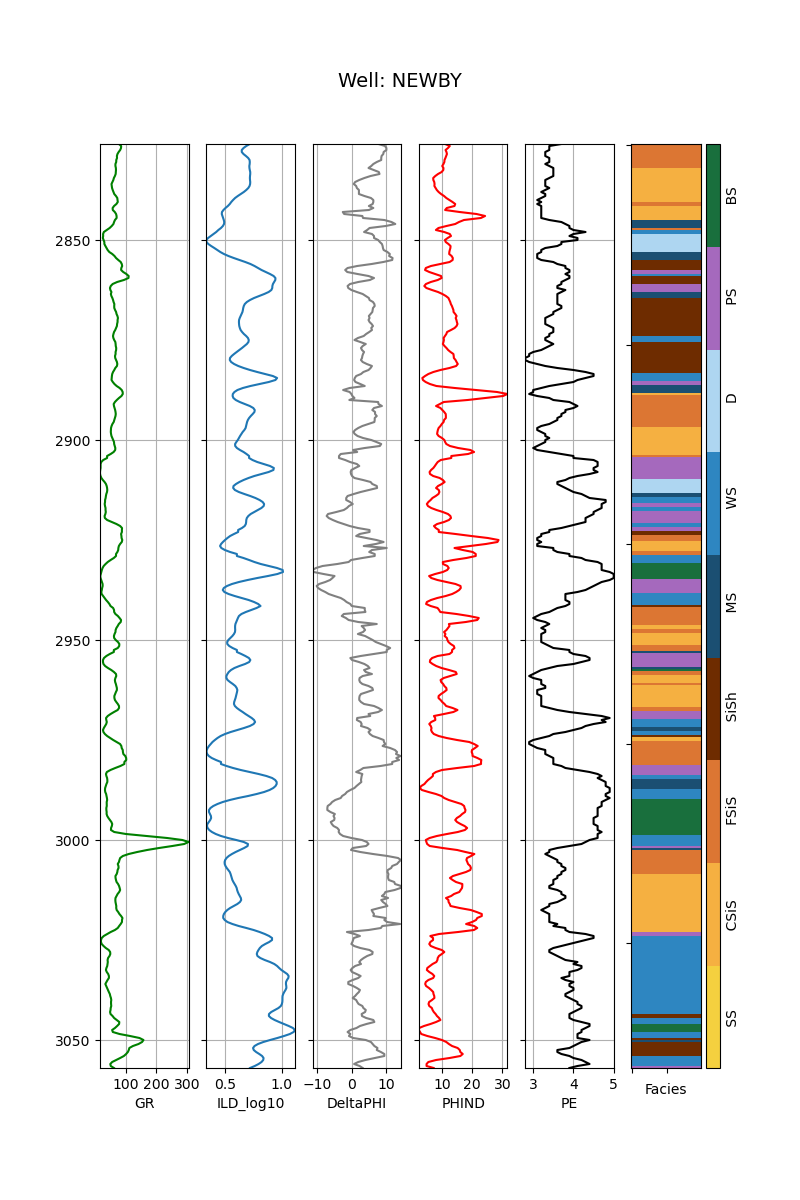 Well: NEWBY
2850
2900
2950
3000
3050
100 200 300
0.5 1.0
−10 0 10
10 20 30
3 4 5
GR
ILD_log10
DeltaPHI
PHIND
PE
Facies
BS
PS
D
WS
MS
SiSh
FSiS
CSiS
SS